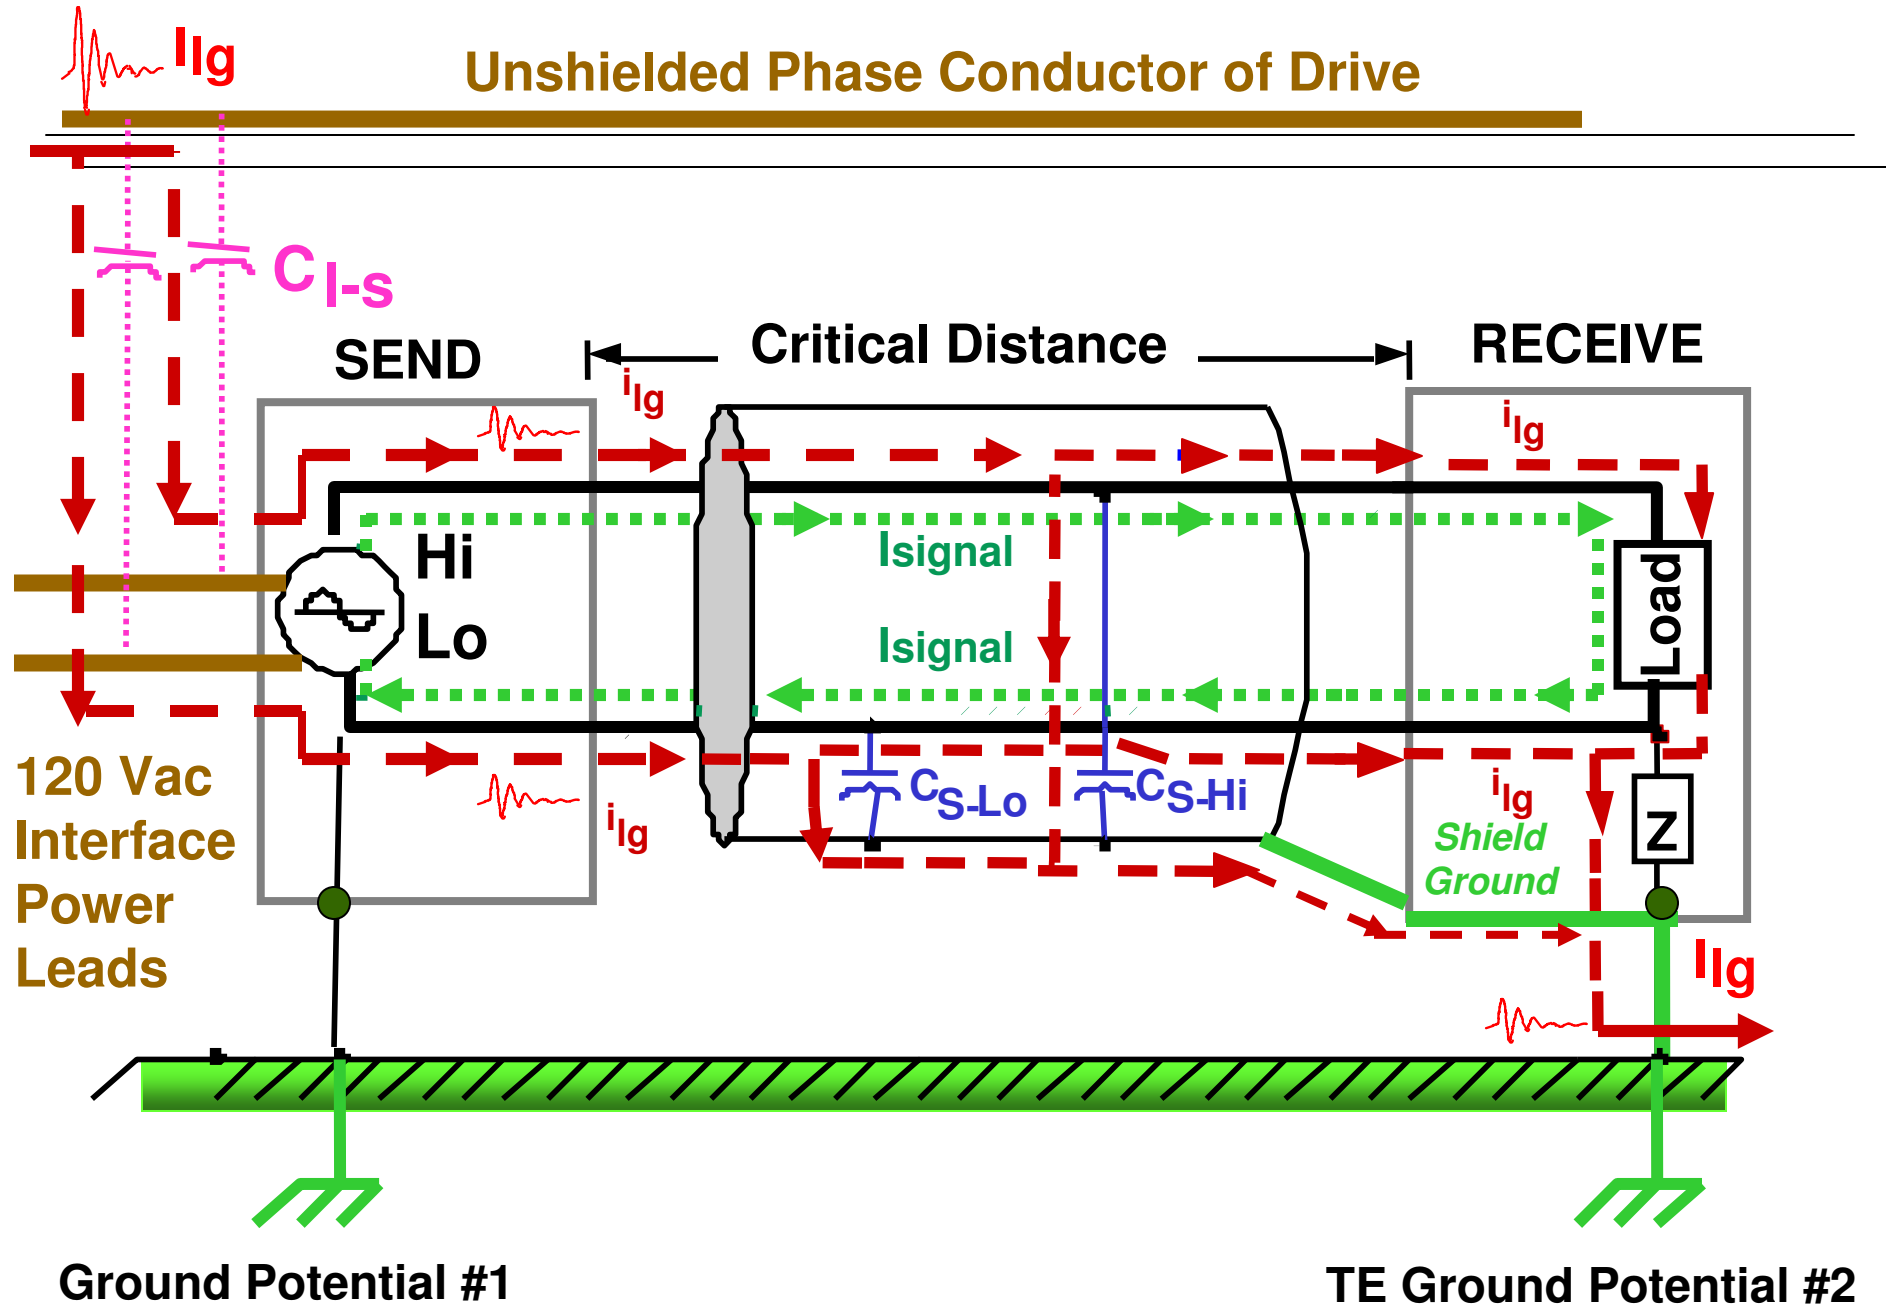 Ilg
Unshielded Phase Conductor of Drive
C l-s
SEND
Critical Distance
RECEIVE
ilg
ilg
Hi
Isignal
Load
Lo
Isignal
120 Vac
Interface
Power
Leads
CS-Lo
CS-Hi
ilg
ilg
Shield
Ground
Z
Ilg
Ground Potential #1
TE Ground Potential #2